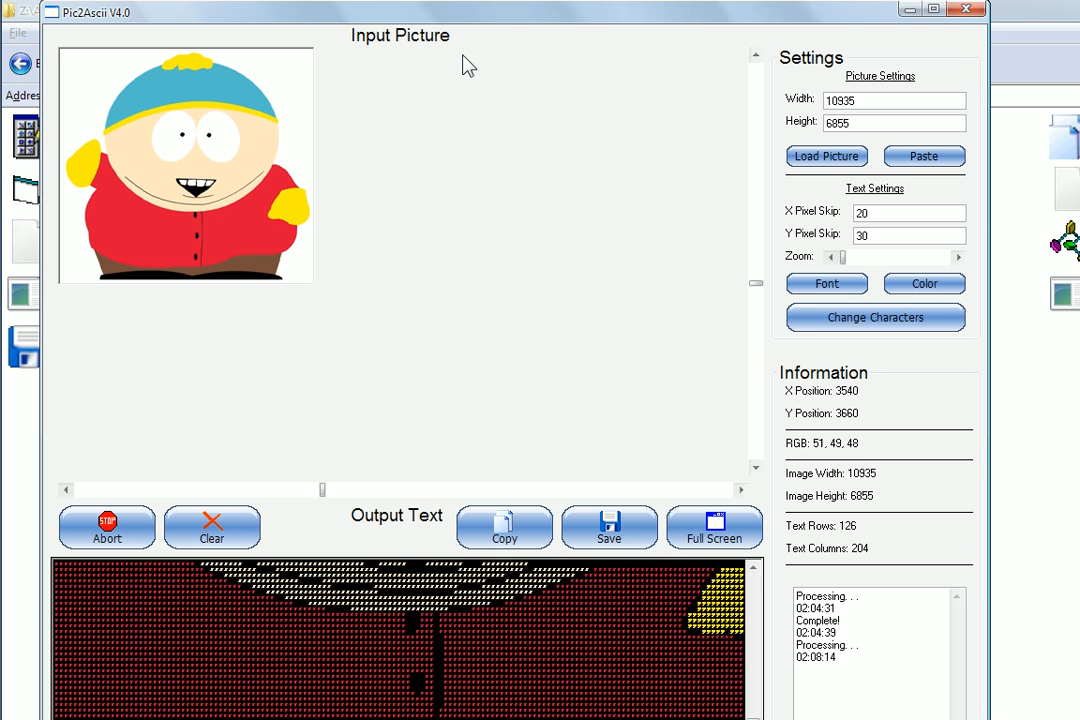 Z:\A
Pic2Ascii V4.0
File
Addres
Input Picture
Settings
Picture Settings
Width: 10935
Height: 6855
Load Picture Paste
Text Settings
X Pixel Skip: 20
Y Pixel Skip: 30
Zoom:
Font Color
Change Characters
Information
X Position: 3540
Y Position: 3660
RGB: 51, 49, 48
Image Width: 10935
Image Height: 6855
Text Rows: 126
Text Columns: 204
STOP
Abort Clear
Output Text
Copy Save Full Screen
Processing. . .
02:04:31
Complete!
02:04:39
Processing. . .
02:08:14